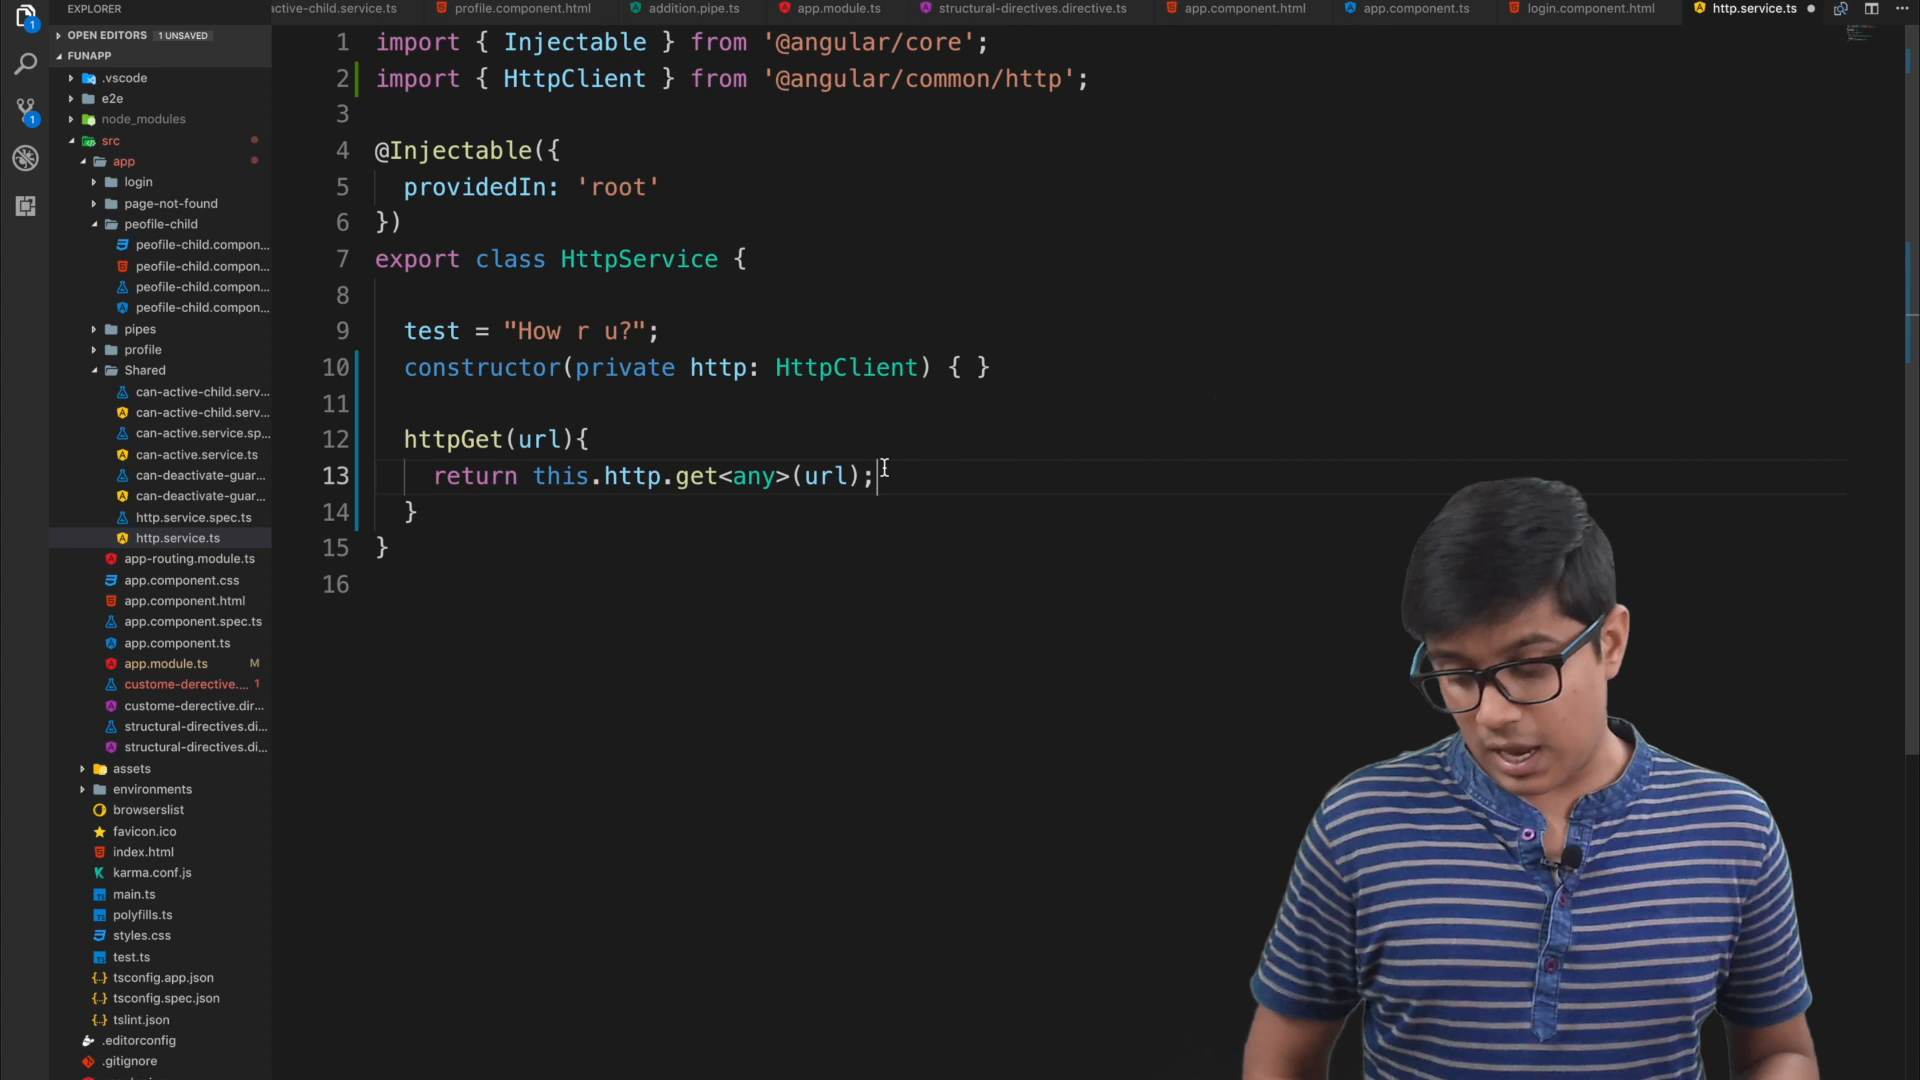 EXPLORER
active-child.service.ts
profile.component.html
addition.pipe.ts
app.module.ts
structural-directives.directive.ts
app.component.html
app.component.ts
login.component.html
http.service.ts
1
OPEN EDITORS 1 UNSAVED
FUNAPP
.vscode
e2e
node_modules
src
app
login
page-not-found
peofile-child
peofile-child.compon...
peofile-child.compon...
peofile-child.compon...
peofile-child.compon...
pipes
profile
Shared
can-active-child.serv...
can-active-child.serv...
can-active.service.sp...
can-active.service.ts
can-deactivate-guar...
can-deactivate-guar...
http.service.spec.ts
http.service.ts
app-routing.module.ts
app.component.css
app.component.html
app.component.spec.ts
app.component.ts
app.module.ts M
custome-derective.... 1
custome-derective.dir...
structural-directives.di...
structural-directives.di...
assets
environments
browserslist
favicon.ico
index.html
karma.conf.js
main.ts
polyfills.ts
styles.css
test.ts
tsconfig.app.json
tsconfig.spec.json
tslint.json
.editorconfig
.gitignore
1
1 import { Injectable } from '@angular/core';
2 import { HttpClient } from '@angular/common/http';
3
4 @Injectable({
5 providedIn: 'root'
6 })
7 export class HttpService {
8
9 test = "How r u?";
10 constructor(private http: HttpClient) { }
11
12 httpGet(url){
13 return this.http.get<any>(url);
14 }
15 }
16